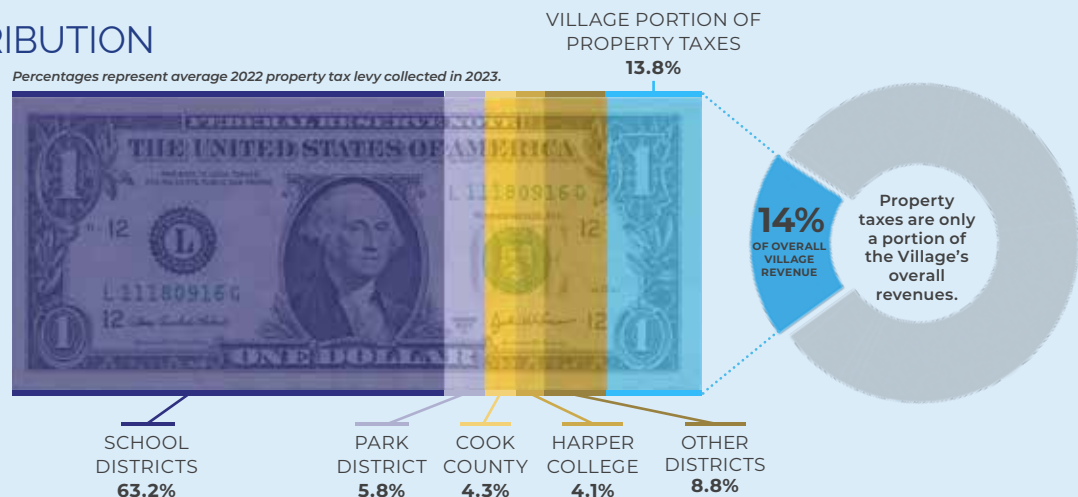 RIBUTION
Percentages represent average 2022 property tax levy collected in 2023.
VILLAGE PORTION OF
PROPERTY TAXES
13.8%
FEDERAL RESERVE NOTE
THE UNITED STATES OF AMERICA
1
1
L 11180916 G
12
12
L
L 11180916 G
12
12
1
1
ONE DOLLAR
14%
OF OVERALL
VILLAGE
REVENUE
Property
taxes are only
a portion of
the Village's
overall
revenues.
SCHOOL
DISTRICTS
63.2%
PARK
DISTRICT
5.8%
COOK
COUNTY
4.3%
HARPER
COLLEGE
4.1%
OTHER
DISTRICTS
8.8%